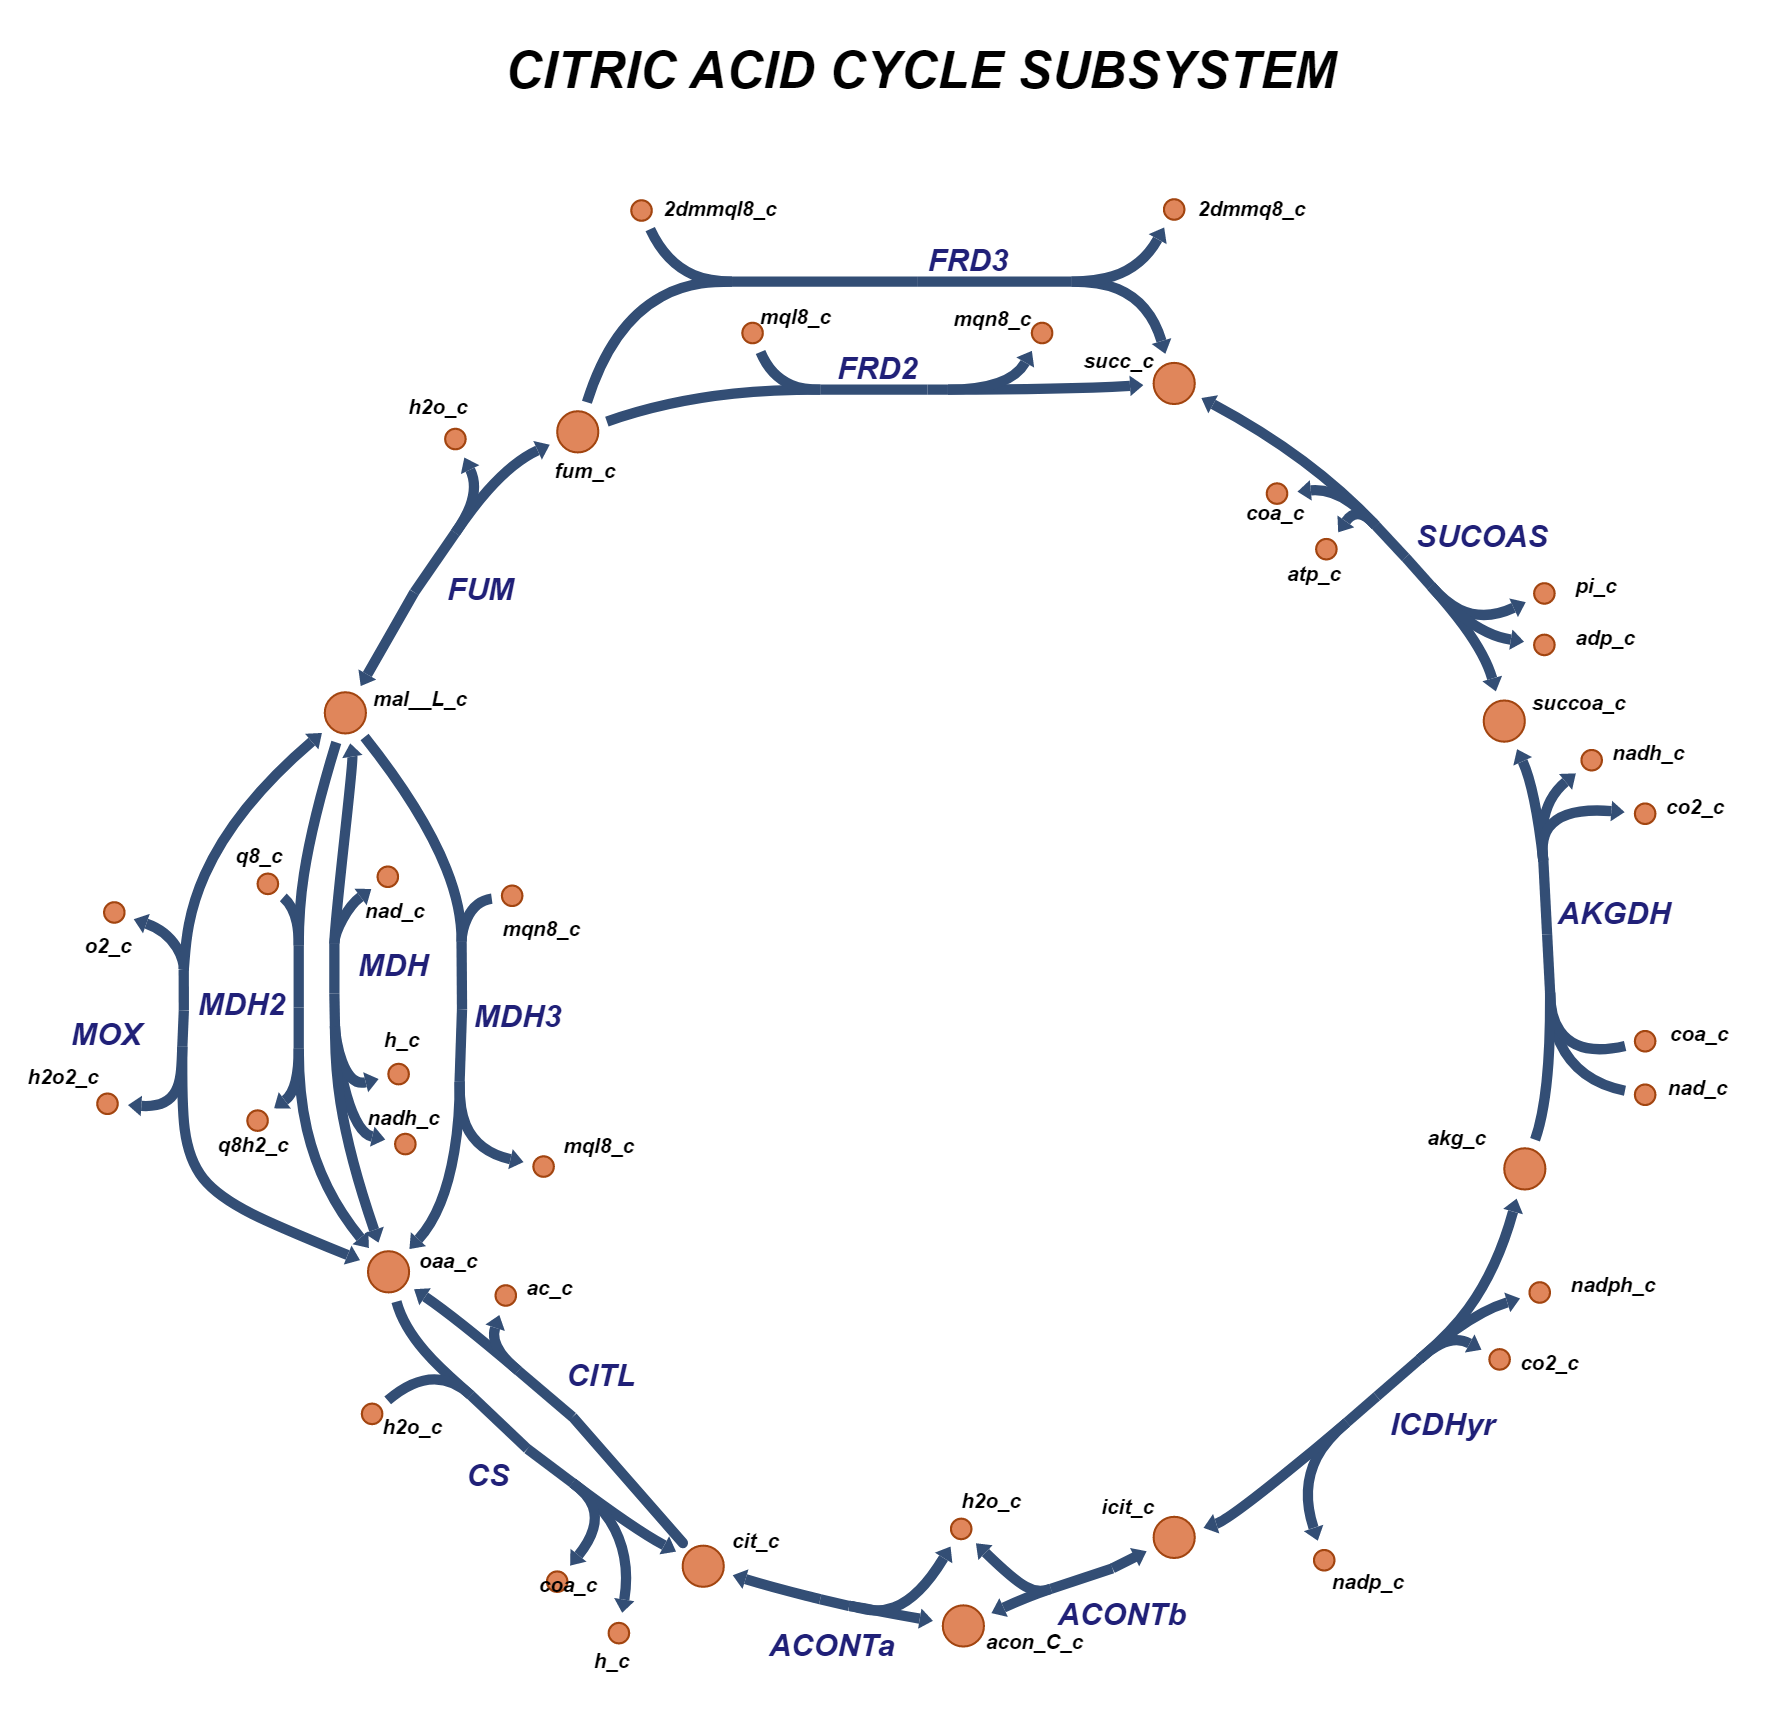 CITRIC ACID CYCLE SUBSYSTEM
2dmmql8_c
2dmmq8_c
FRD3
mql8_c
mqn8_c
FRD2
succ_c
h2o_c
fum_c
coa_c
SUCOAS
atp_c
pi_c
FUM
adp_c
mal__L_c
succoa_c
nadh_c
co2_c
q8_c
nad_c
AKGDH
mqn8_c
o2_c
MDH
MDH2
MDH3
MOX
h_c
coa_c
h2o2_c
nad_c
nadh_c
q8h2_c
mql8_c
akg_c
oaa_c
ac_c
nadph_c
CITL
co2_c
h2o_c
ICDHyr
CS
h2o_c
icit_c
cit_c
coa_c
nadp_c
ACONTb
ACONTa
acon_C_c
h_c